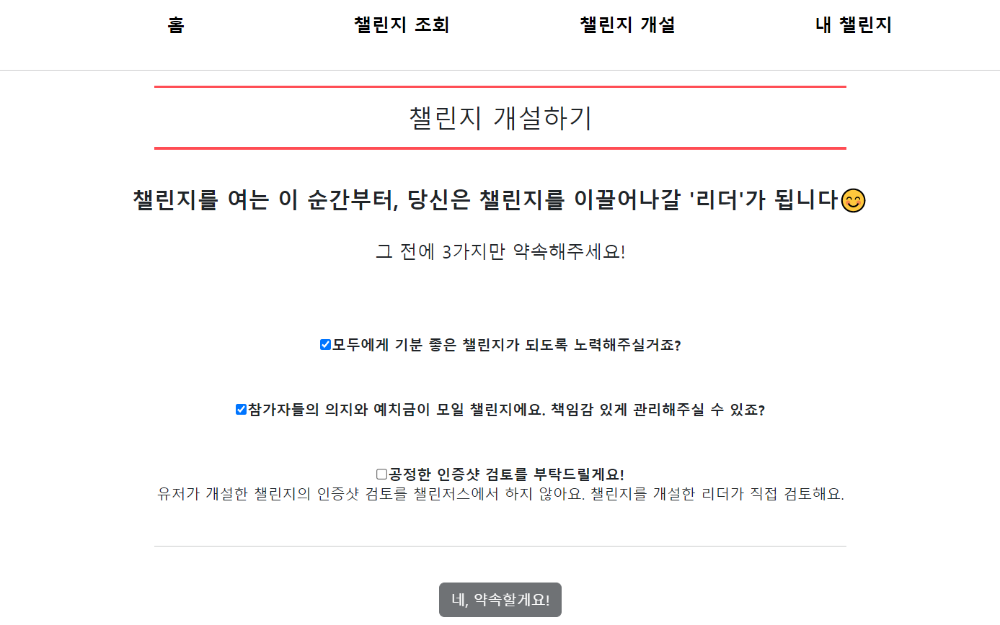 홈 챌린지 조회 챌린지 개설 내 챌린지
챌린지 개설하기
챌린지를 여는 이 순간부터, 당신은 챌린지를 이끌어나갈 '리더'가 됩니다😊
그 전에 3가지만 약속해주세요!
모두에게 기분 좋은 챌린지가 되도록 노력해주실거죠?
참가자들의 의지와 예치금이 모일 챌린지에요. 책임감 있게 관리해주실 수 있죠?
공정한 인증샷 검토를 부탁드릴게요!
유저가 개설한 챌린지의 인증샷 검토를 챌린저스에서 하지 않아요. 챌린지를 개설한 리더가 직접 검토해요.
네, 약속할게요!